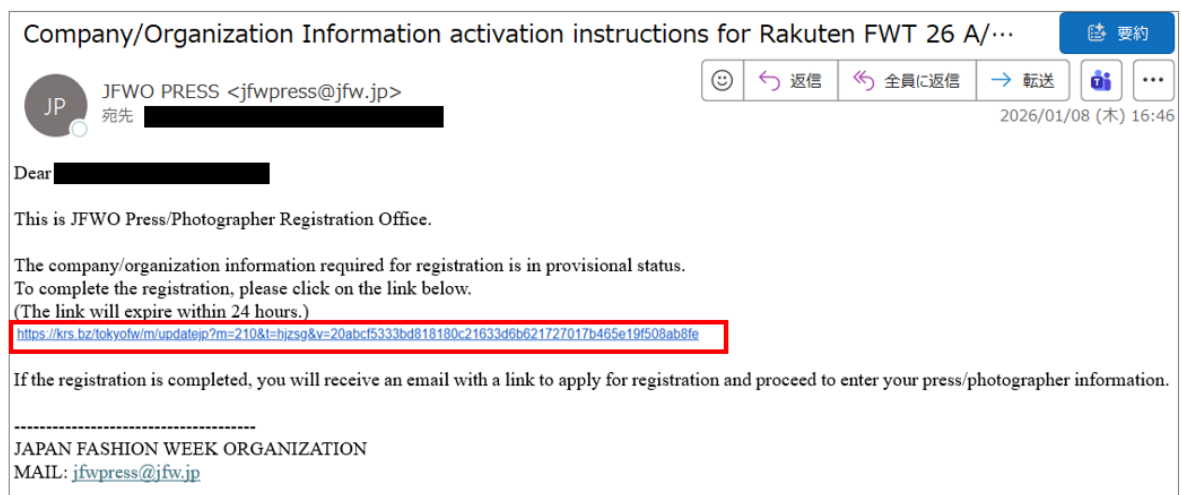 Company/Organization Information activation instructions for Rakuten FWT 26 A/…
要約
JP
JFWO PRESS <jfwpress@jfw.jp>
返信
全員に返信
転送
宛先
2026/01/08 (木) 16:46
Dear
This is JFWO Press/Photographer Registration Office.
The company/organization information required for registration is in provisional status.
To complete the registration, please click on the link below.
(The link will expire within 24 hours.)
https://krs.bz/tokyofw/m/updatejp?m=210&t=hjzsg&v=20abcf5333bd818180c21633d6b621727017b465e19f508ab8fe
If the registration is completed, you will receive an email with a link to apply for registration and proceed to enter your press/photographer information.
------------------------------------
JAPAN FASHION WEEK ORGANIZATION
MAIL: jfwpress@jfw.jp